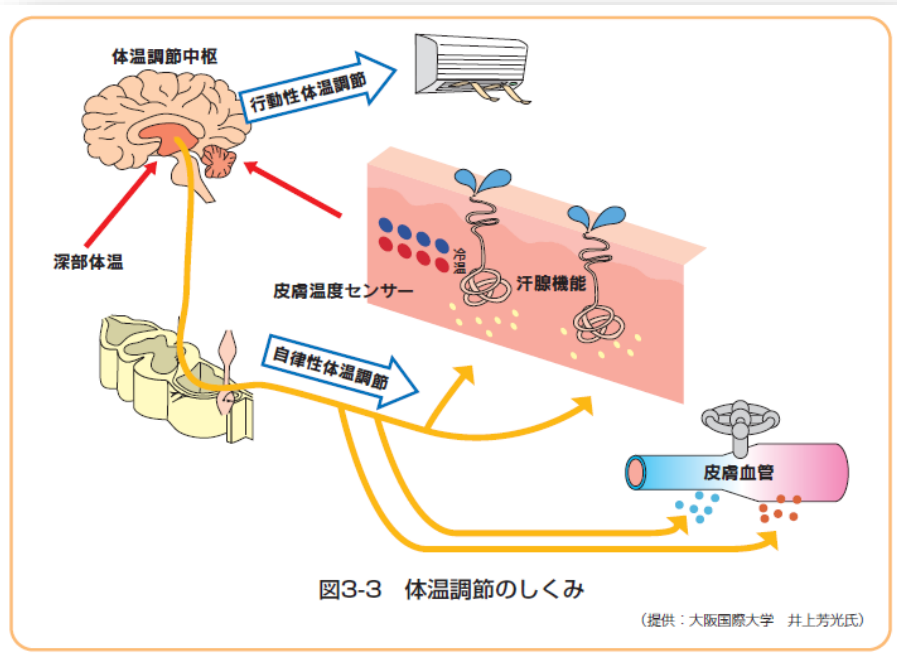 体温調節中枢
行動性体温調節
深部体温
皮膚温度センサー
汗腺機能
自律性体温調節
皮膚血管
図3-3 体温調節のしくみ
(提供:大阪国際大学 井上芳光氏)